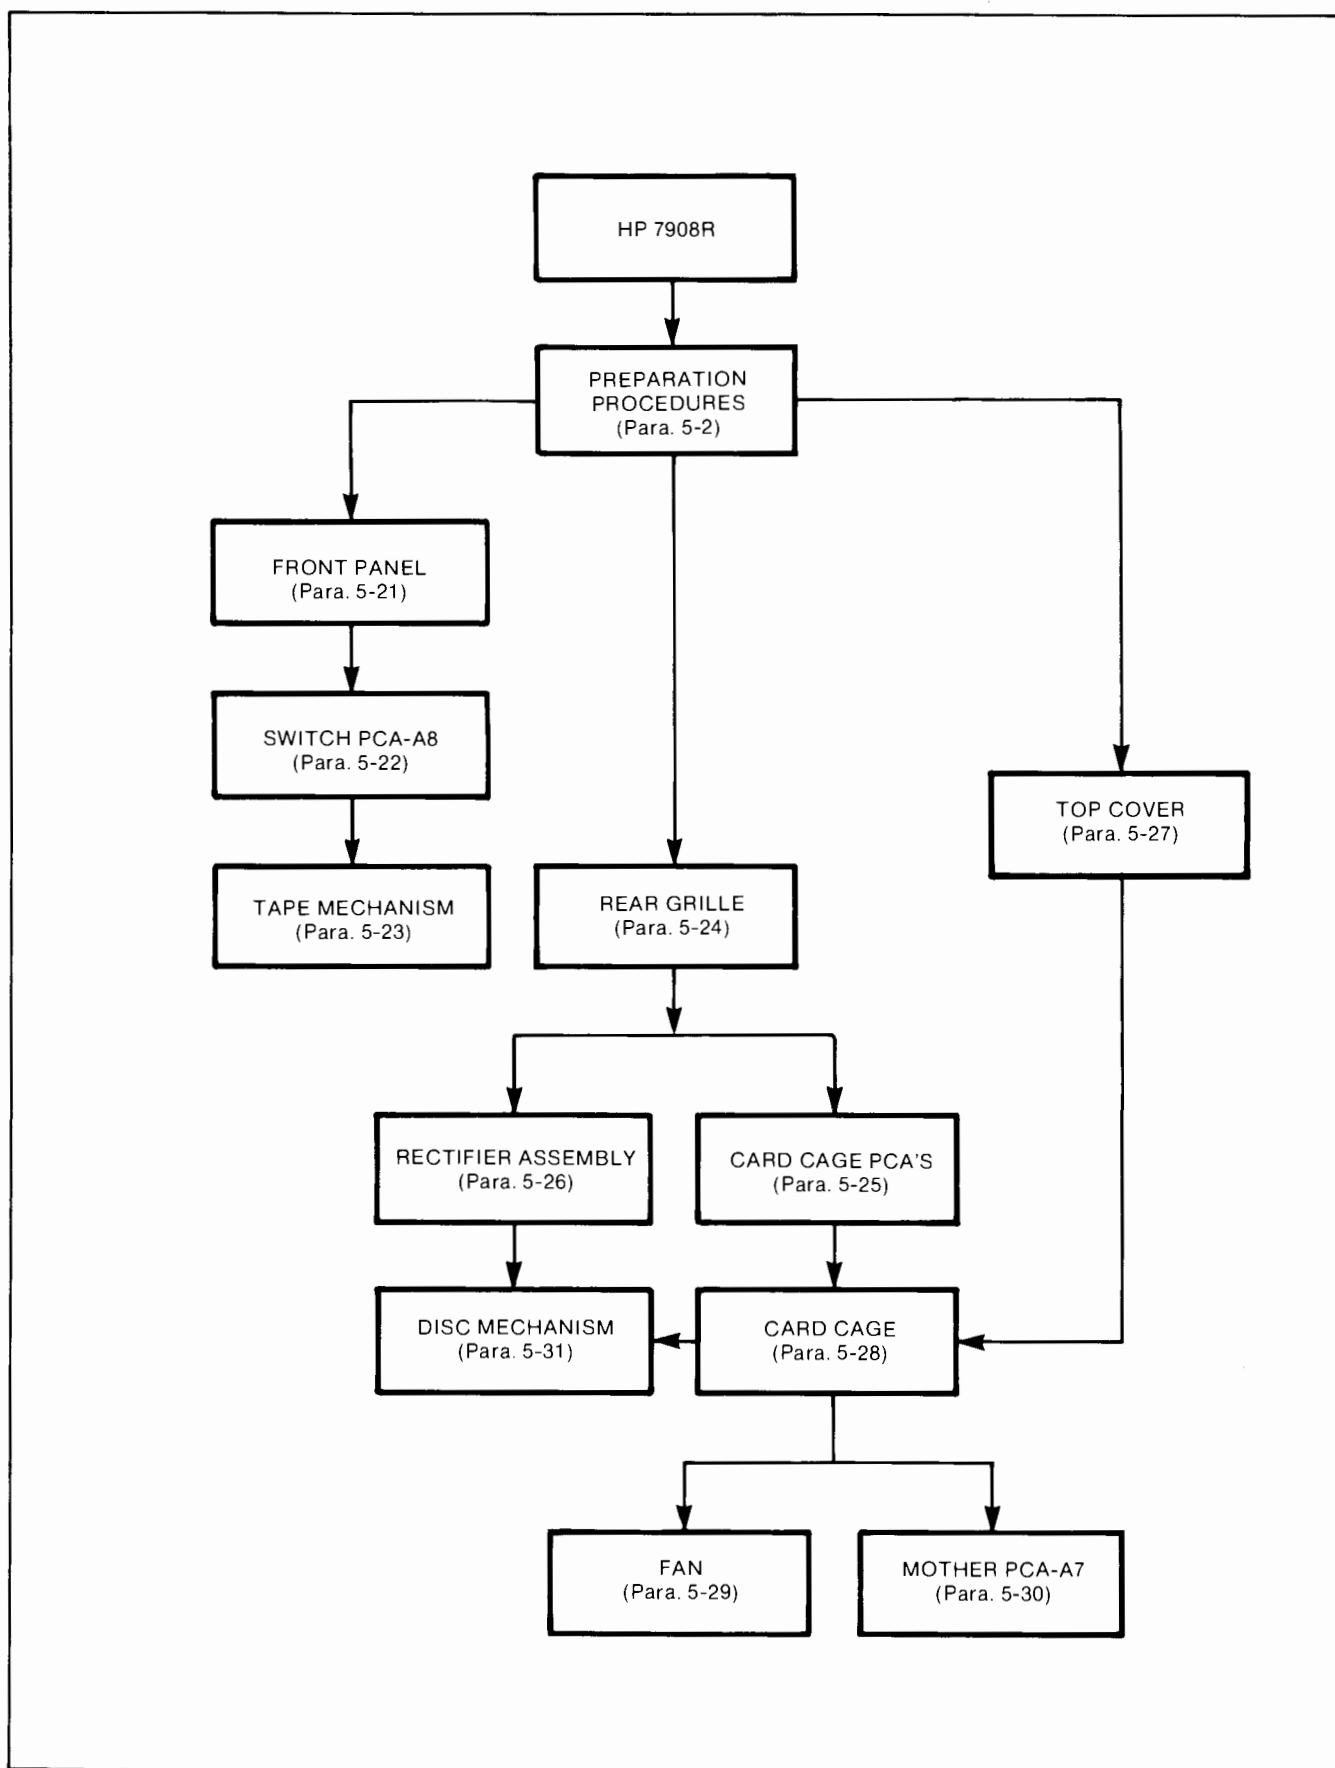 HP 7908R
PREPARATION
PROCEDURES
(Para. 5-2)
FRONT PANEL
(Para. 5-21)
SWITCH PCA-A8
(Para. 5-22)
TOP COVER
(Para. 5-27)
TAPE MECHANISM
(Para. 5-23)
REAR GRILLE
(Para. 5-24)
RECTIFIER ASSEMBLY
(Para. 5-26)
CARD CAGE PCA'S
(Para. 5-25)
DISC MECHANISM
(Para. 5-31)
CARD CAGE
(Para. 5-28)
FAN
(Para. 5-29)
MOTHER PCA-A7
(Para. 5-30)